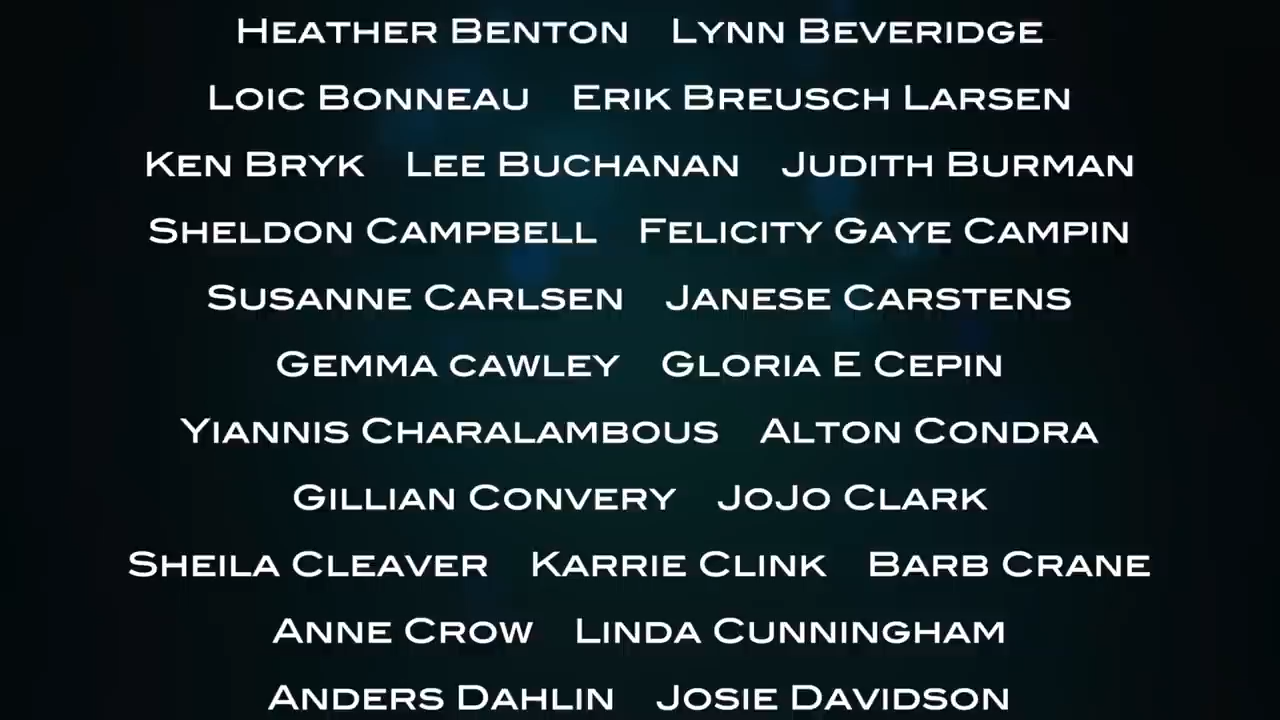 Heather Benton Lynn Beveridge
Loic Bonneau Erik Breusch Larsen
Ken Bryk Lee Buchanan Judith Burman
Sheldon Campbell Felicity Gaye Campin
Susanne Carlsen Janese Carstens
Gemma cawley Gloria E Cepin
Yiannis Charalambous Alton Condra
Gillian Convery JoJo Clark
Sheila Cleaver Karrie Clink Barb Crane
Anne Crow Linda Cunningham
Anders Dahlin Josie Davidson